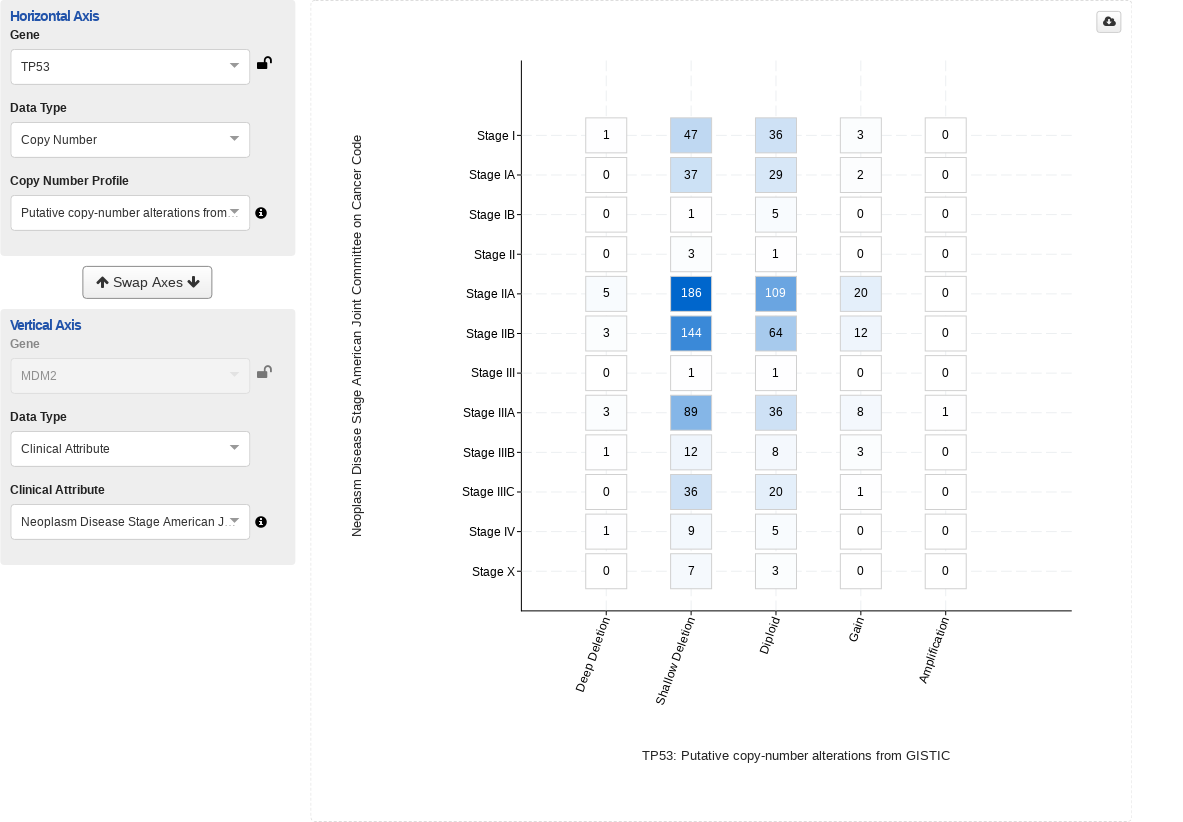 Horizontal Axis
Gene
TP53
Data Type
Copy Number
Copy Number Profile
Putative copy-number alterations from...
Swap Axes
Vertical Axis
Gene
MDM2
Data Type
Clinical Attribute
Clinical Attribute
Neoplasm Disease Stage American J...
Neoplasm Disease Stage American Joint Committee on Cancer Code
Stage I 1 47 36 3 0
Stage IA 0 37 29 2 0
Stage IB 0 1 5 0 0
Stage II 0 3 1 0 0
Stage IIA 5 186 109 20 0
Stage IIB 3 144 64 12 0
Stage III 0 1 1 0 0
Stage IIIA 3 89 36 8 1
Stage IIIB 1 12 8 3 0
Stage IIIC 0 36 20 1 0
Stage IV 1 9 5 0 0
Stage X 0 7 3 0 0
Deep Deletion
Shallow Deletion
Diploid
Gain
Amplification
TP53: Putative copy-number alterations from GISTIC